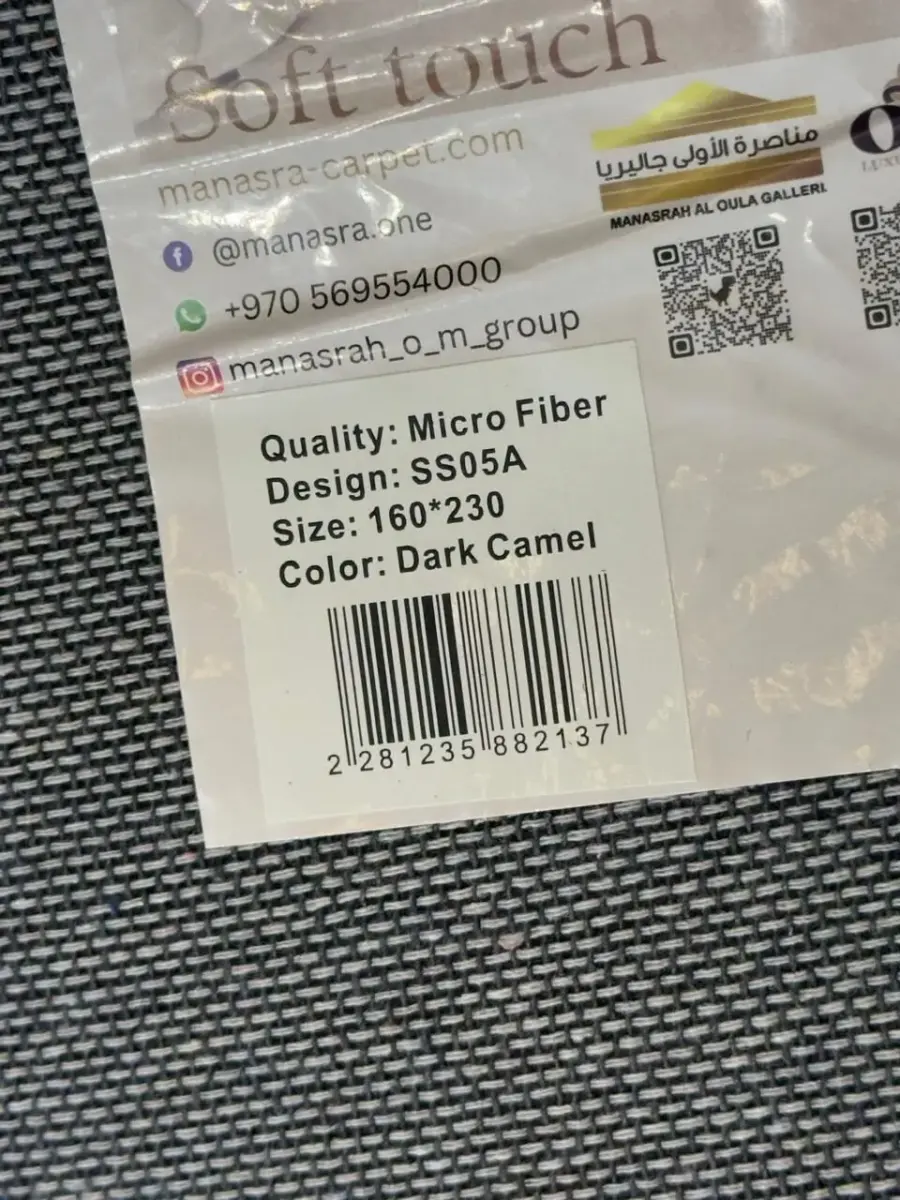 Soft touch
manasra-carpet.com
@manasra.one
+970 569554000
manasrah_o_m_group
مناصرة الأولى جاليريا
MANASRAH AL OULA GALLERI
Quality: Micro Fiber
Design: SS05A
Size: 160*230
Color: Dark Camel
2 281235 882137